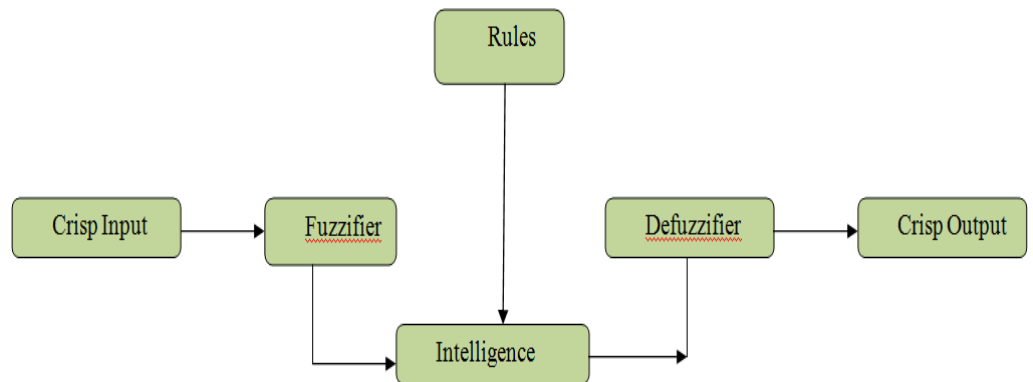 Rules
Crisp Input
Fuzzifier
Defuzzifier
Crisp Output
Intelligence